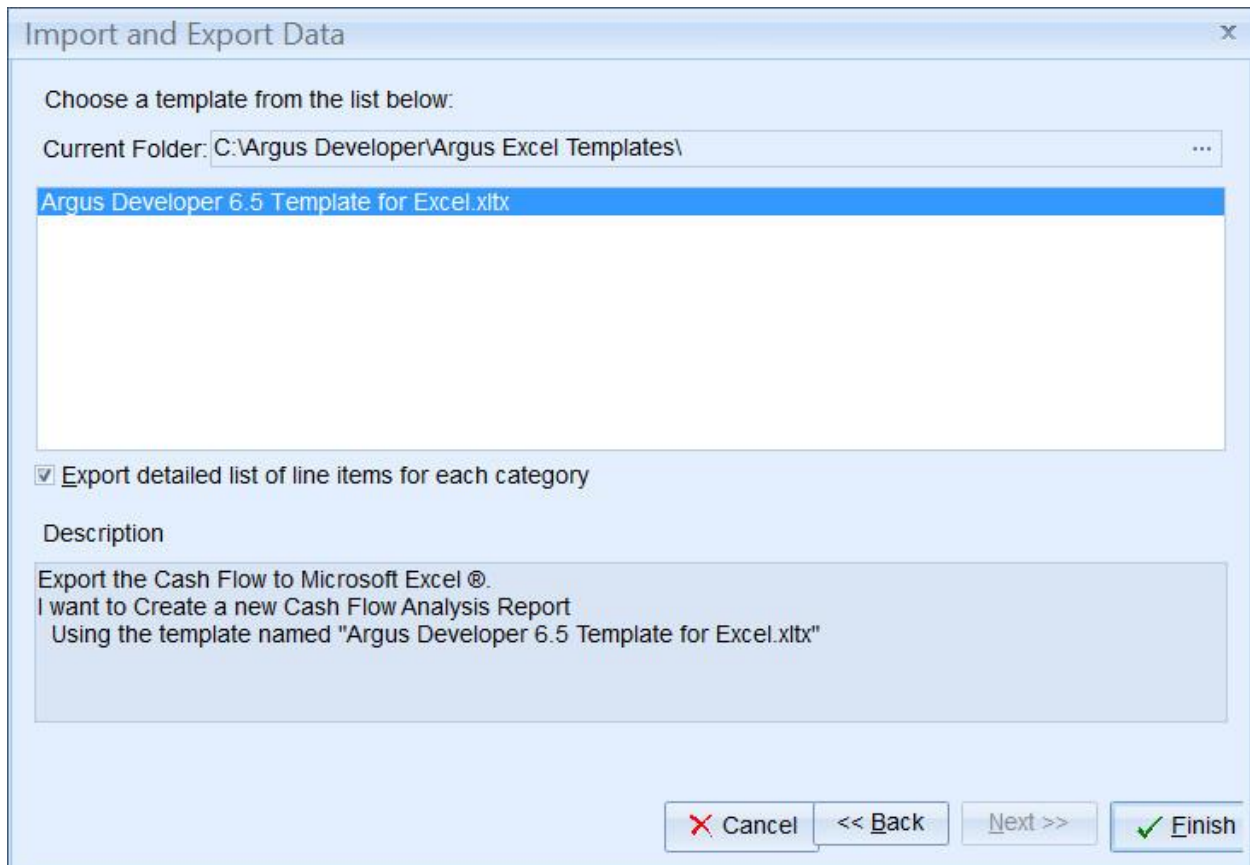 Import and Export Data
x
Choose a template from the list below:
Current Folder: C:\Argus Developer\Argus Excel Templates\ ...
Argus Developer 6.5 Template for Excel.xltx
Export detailed list of line items for each category
Description
Export the Cash Flow to Microsoft Excel ®.
I want to Create a new Cash Flow Analysis Report
Using the template named "Argus Developer 6.5 Template for Excel.xltx"
Cancel << Back Next >> Finish